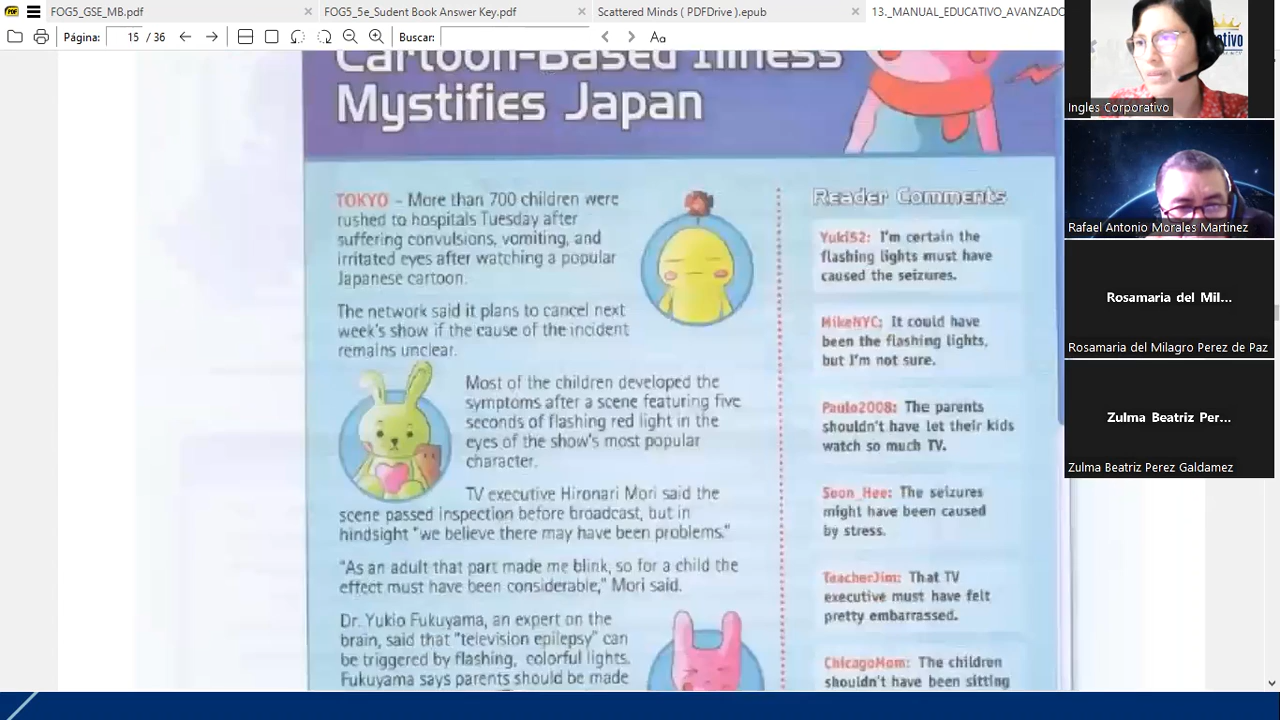 FOG5_GSE_MB.pdf
FOG5_5e_Sudent Book Answer Key.pdf
Scattered Minds ( PDFDrive ).epub
13._MANUAL_EDUCATIVO_AVANZADO
Página: 15 / 36
Buscar:
Cartoon-Based Illness
Mystifies Japan
TOKYO – More than 700 children were
rushed to hospitals Tuesday after
suffering convulsions, vomiting, and
irritated eyes after watching a popular
Japanese cartoon.
The network said it plans to cancel next
week's show if the cause of the incident
remains unclear.
Most of the children developed the
symptoms after a scene featuring five
seconds of flashing red light in the
eyes of the show's most popular
character.
TV executive Hironari Mori said the
scene passed inspection before broadcast, but in
hindsight "we believe there may have been problems."
"As an adult that part made me blink, so for a child the
effect must have been considerable," Mori said.
Dr. Yukio Fukuyama, an expert on the
brain, said that "television epilepsy" can
be triggered by flashing, colorful lights.
Fukuyama says parents should be made
Reader Comments
Yuki52: I'm certain the
flashing lights must have
caused the seizures.
MikeNYC: It could have
been the flashing lights,
but I'm not sure.
Paulo2008: The parents
shouldn't have let their kids
watch so much TV.
Soon_Hee: The seizures
might have been caused
by stress.
TeacherJim: That TV
executive must have felt
pretty embarrassed.
ChicagoMom: The children
shouldn't have been sitting
Ingles Corporativo
Rafael Antonio Morales Martinez
Rosamaria del Mil...
Rosamaria del Milagro Perez de Paz
Zulma Beatriz Per...
Zulma Beatriz Perez Galdamez